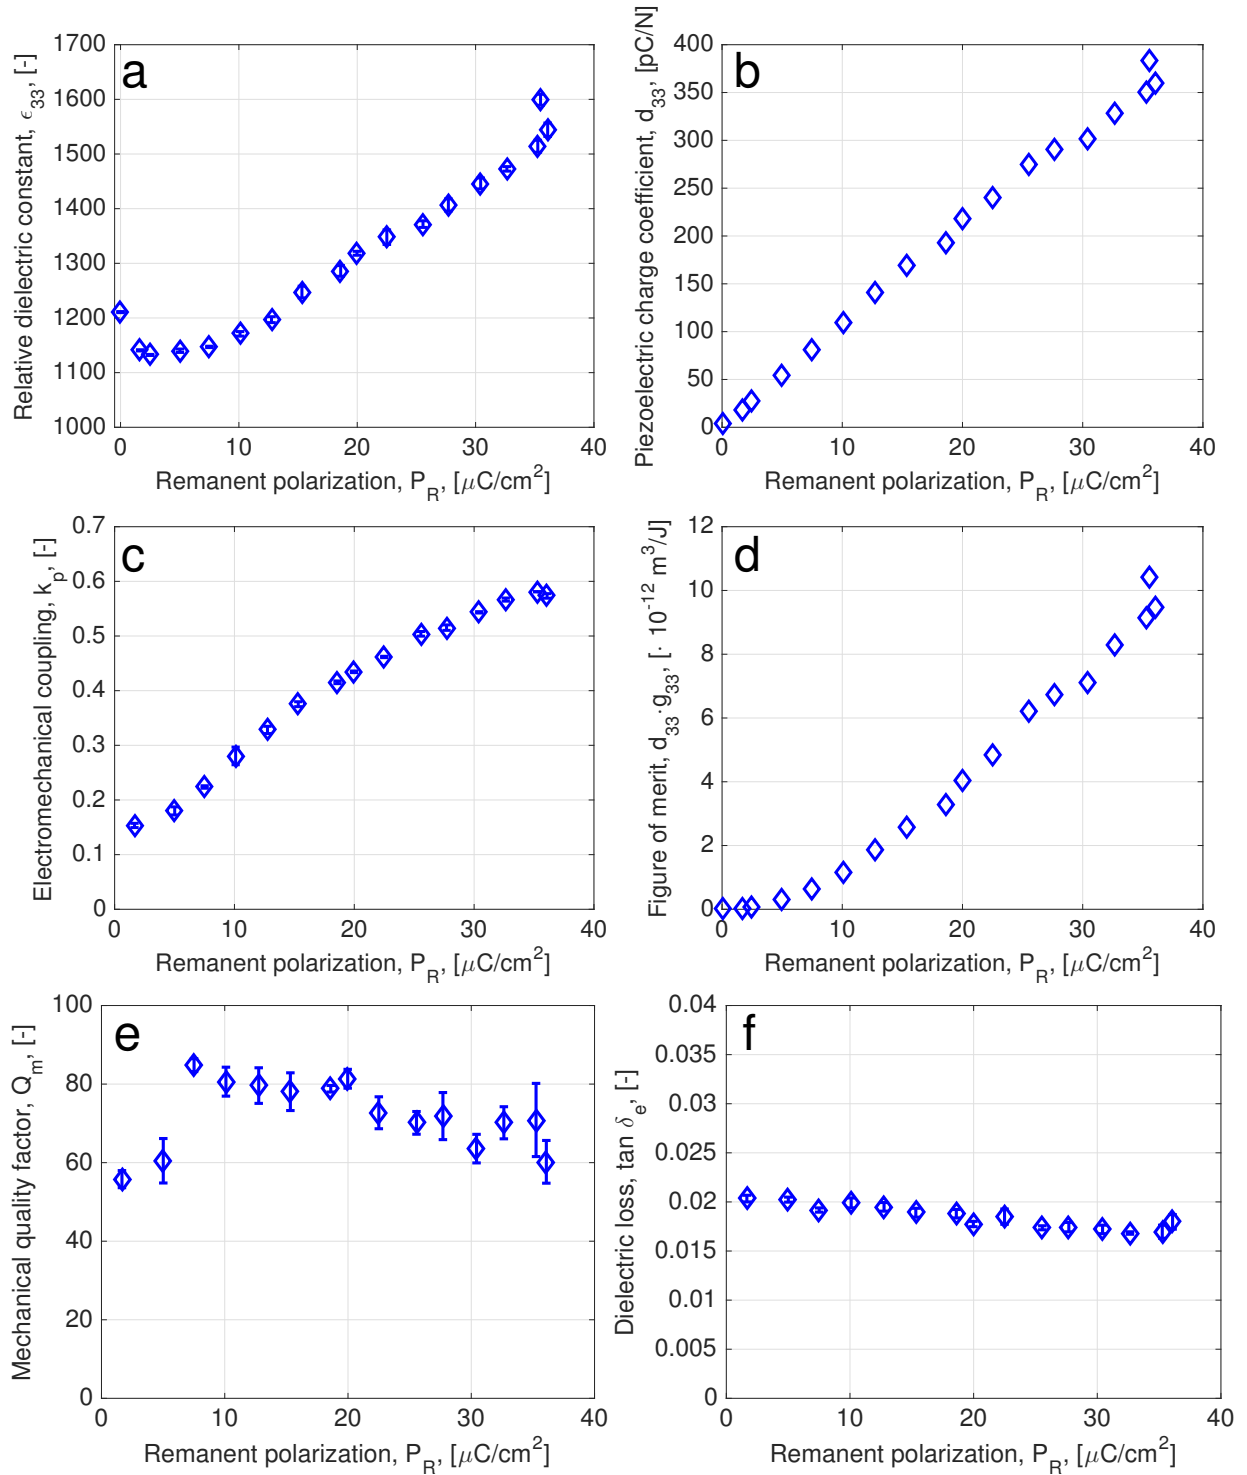 a
Relative dielectric constant, ϵ33, [-]
1700
1600
1500
1400
1300
1200
1100
1000
0 10 20 30 40
Remanent polarization, PR, [μC/cm2]
b
Piezoelectric charge coefficient, d33, [pC/N]
400
350
300
250
200
150
100
50
0
0 10 20 30 40
Remanent polarization, PR, [μC/cm2]
c
Electromechanical coupling, kp, [-]
0.7
0.6
0.5
0.4
0.3
0.2
0.1
0
0 10 20 30 40
Remanent polarization, PR, [μC/cm2]
d
Figure of merit, d33·g33, [· 10-12 m3/J]
12
10
8
6
4
2
0
0 10 20 30 40
Remanent polarization, PR, [μC/cm2]
e
Mechanical quality factor, Qm, [-]
100
80
60
40
20
0
0 10 20 30 40
Remanent polarization, PR, [μC/cm2]
f
Dielectric loss, tan δe, [-]
0.04
0.035
0.03
0.025
0.02
0.015
0.01
0.005
0
0 10 20 30 40
Remanent polarization, PR, [μC/cm2]